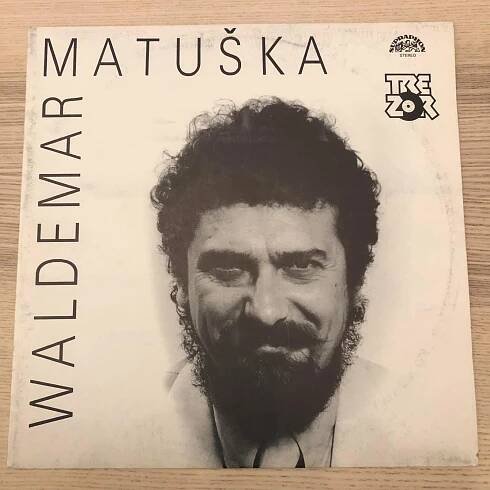 WALDEMAR
MATUŠKA
SUPRAPHON
STEREO
TREZOR